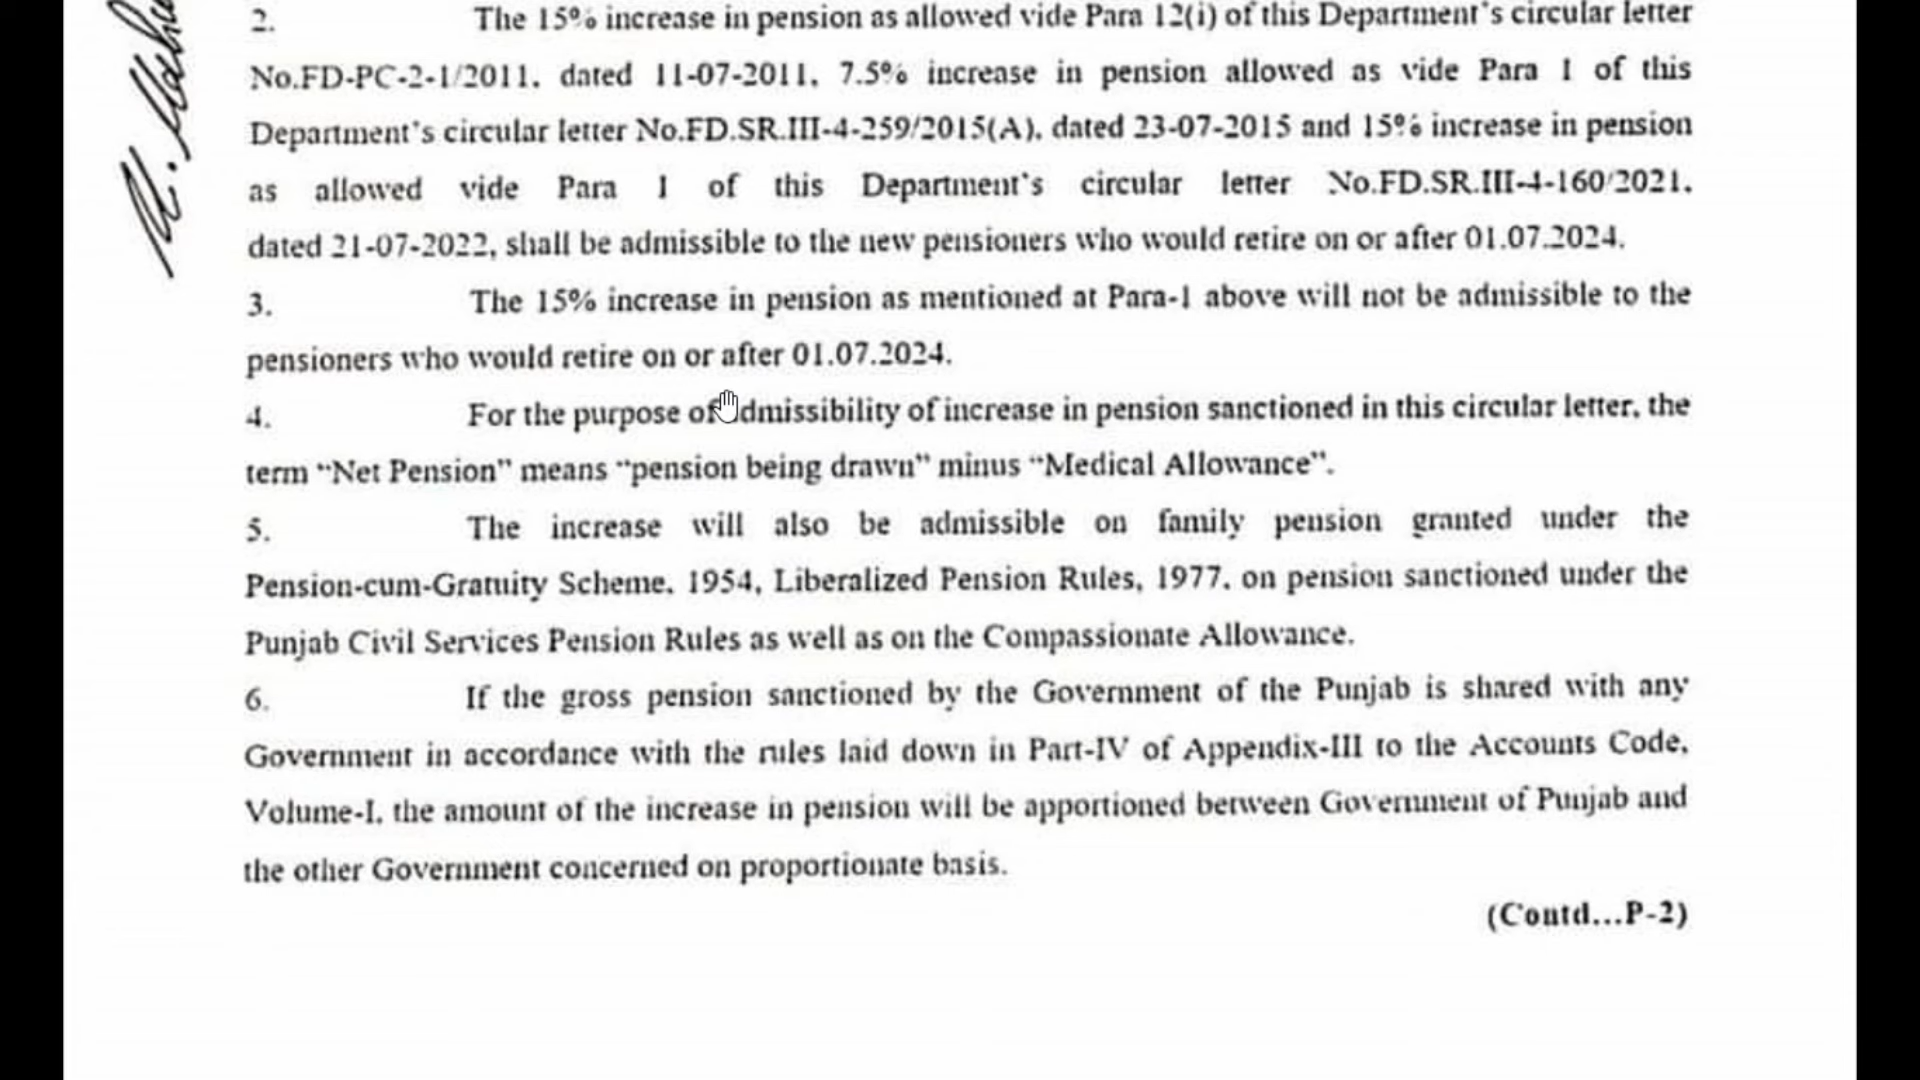 2. The 15% increase in pension as allowed vide Para 12(i) of this Department's circular letter
No.FD-PC-2-1/2011, dated 11-07-2011, 7.5% increase in pension allowed as vide Para 1 of this
Department's circular letter No.FD.SR.III-4-259/2015(A), dated 23-07-2015 and 15% increase in pension
as allowed vide Para 1 of this Department's circular letter No.FD.SR.III-4-160/2021,
dated 21-07-2022, shall be admissible to the new pensioners who would retire on or after 01.07.2024.
3. The 15% increase in pension as mentioned at Para-1 above will not be admissible to the
pensioners who would retire on or after 01.07.2024.
4. For the purpose of admissibility of increase in pension sanctioned in this circular letter, the
term “Net Pension” means “pension being drawn” minus “Medical Allowance”.
5. The increase will also be admissible on family pension granted under the
Pension-cum-Gratuity Scheme, 1954, Liberalized Pension Rules, 1977, on pension sanctioned under the
Punjab Civil Services Pension Rules as well as on the Compassionate Allowance.
6. If the gross pension sanctioned by the Government of the Punjab is shared with any
Government in accordance with the rules laid down in Part-IV of Appendix-III to the Accounts Code,
Volume-I, the amount of the increase in pension will be apportioned between Government of Punjab and
the other Government concerned on proportionate basis.
(Contd...P-2)